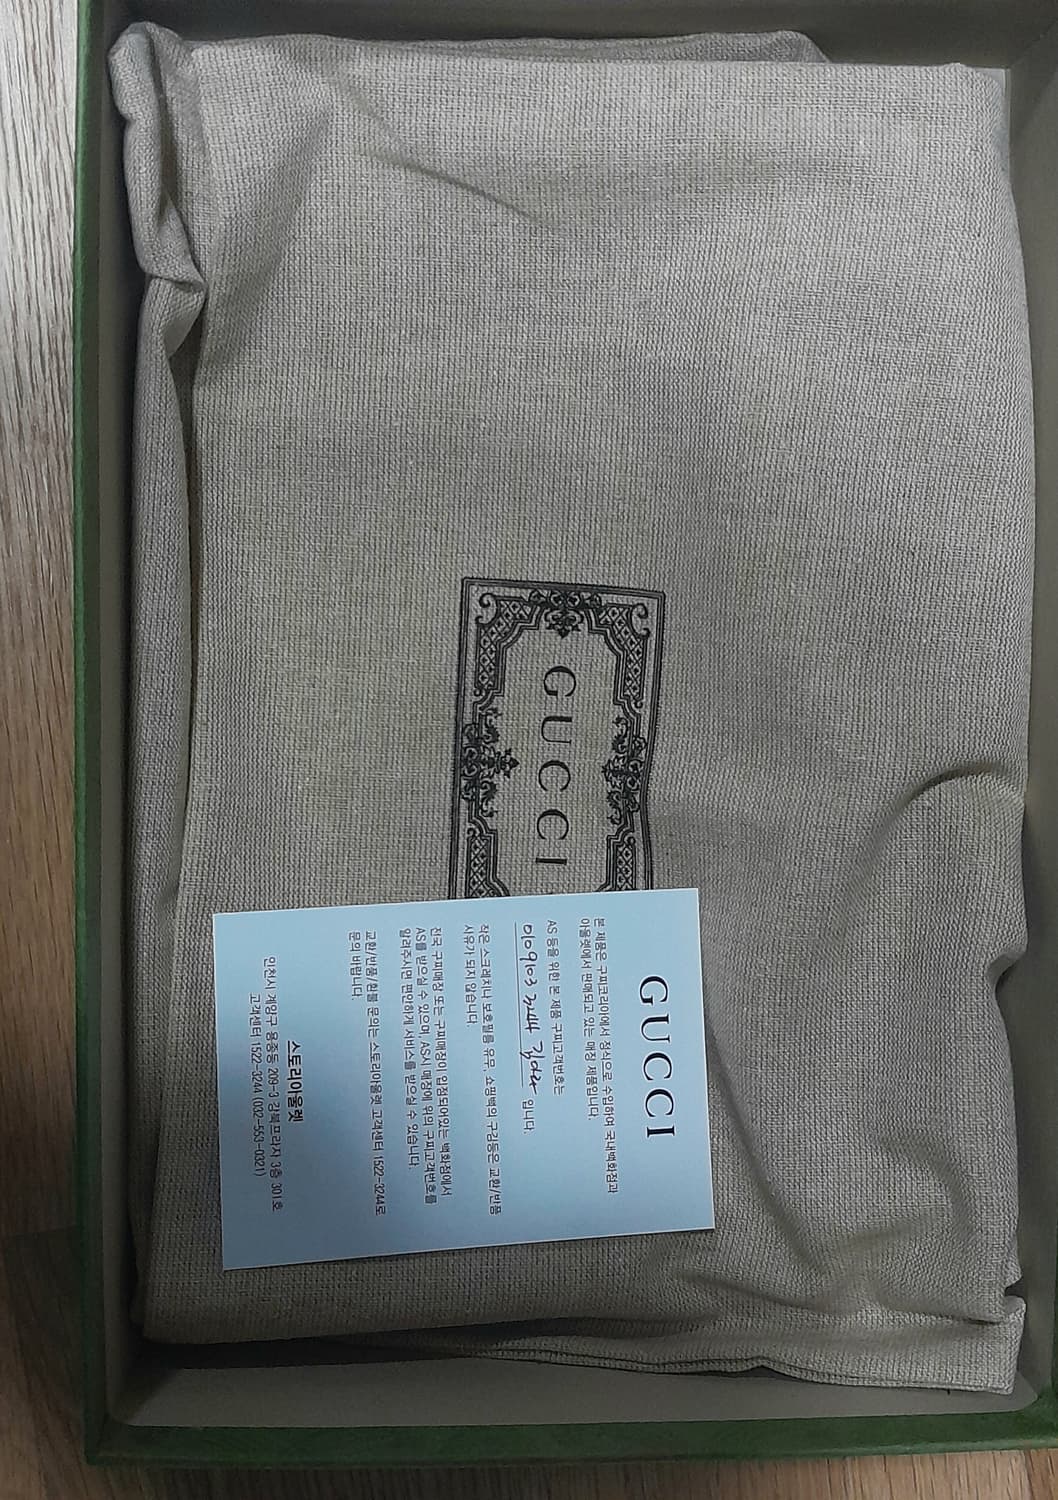 GUCCI
GUCCI
본 제품은 구찌코리아에서 정식으로 수입하여 국내백화점과
아울렛에서 판매되고 있는 매장 제품입니다.
AS 등을 위한 본 제품 구찌고객번호는
입니다.
작은 스크래치나 보호필름 유무, 쇼핑백의 구김등은 교환/반품
사유가 되지 않습니다
전국 구찌매장 또는 구찌매장이 입점되어있는 백화점에서
AS를 받으실 수 있으며, AS시 매장에 위의 구찌고객번호를
알려주시면 편안하게 서비스를 받으실 수 있습니다.
교환/반품/환불 문의는 스토리아울렛 고객센터 1522-3244로
문의 바랍니다.
스토리아울렛
인천시 계양구 용종동 209-3 강북프라자 3층 301호
고객센터 1522-3244 (032-553-0321)